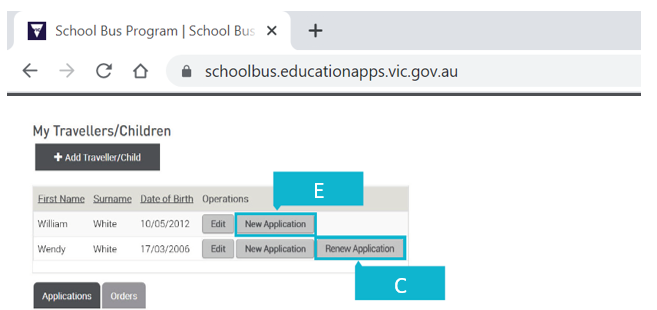 School Bus Program | School Bus
schoolbus.educationapps.vic.gov.au
My Travellers/Children
+ Add Traveller/Child
E
First Name Surname Date of Birth Operations
William White 10/05/2012 Edit New Application
Wendy White 17/03/2006 Edit New Application Renew Application
C
Applications Orders